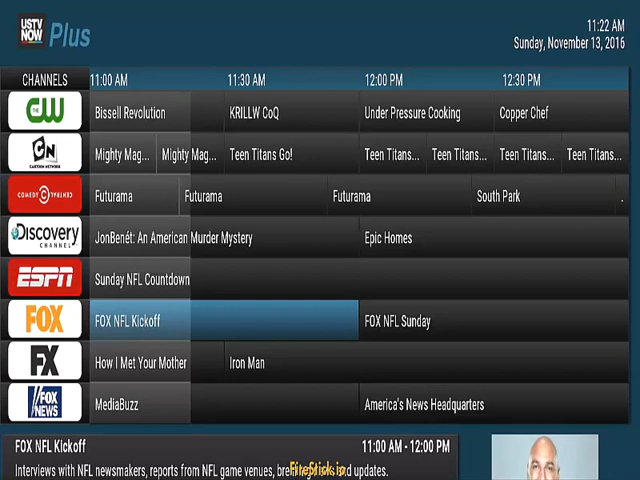 USTV NOW Plus
11:22 AM
Sunday, November 13, 2016
CHANNELS 11:00 AM 11:30 AM 12:00 PM 12:30 PM
CW Bissell Revolution KRILLW CoQ Under Pressure Cooking Copper Chef
CN CARTOON NETWORK Mighty Mag... Mighty Mag... Teen Titans Go! Teen Titans... Teen Titans... Teen Titans... Teen Titans...
COMEDY CENTRAL Futurama Futurama Futurama South Park .
Discovery CHANNEL JonBenét: An American Murder Mystery Epic Homes
ESPN Sunday NFL Countdown
FOX FOX NFL Kickoff FOX NFL Sunday
FX How I Met Your Mother Iron Man
FOX NEWS MediaBuzz America's News Headquarters
FOX NFL Kickoff 11:00 AM - 12:00 PM
Interviews with NFL newsmakers, reports from NFL game venues, and updates.
FireStick.io